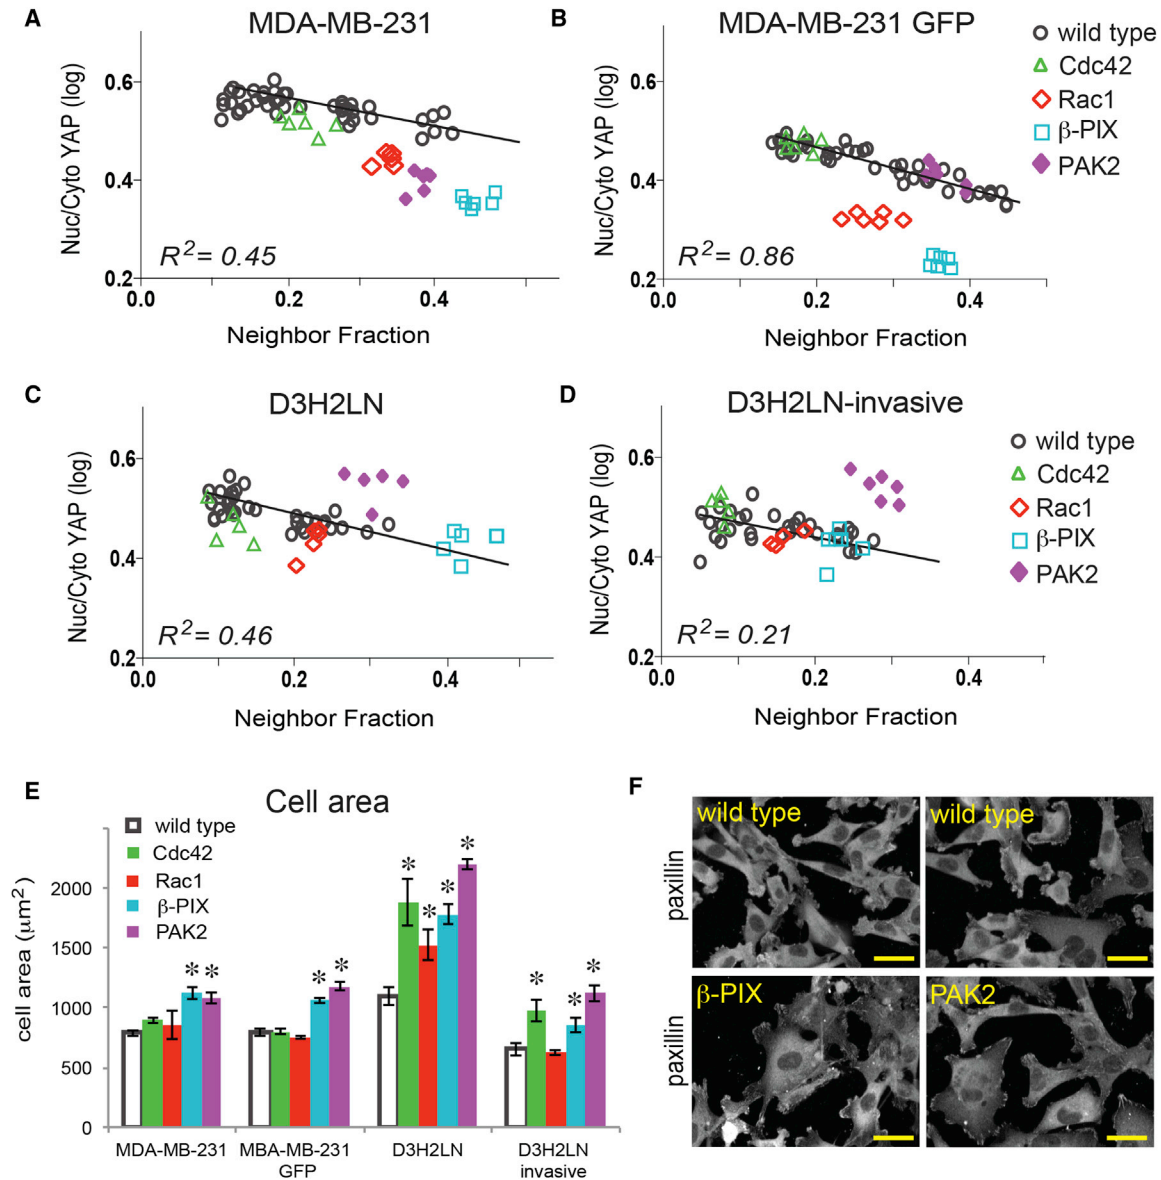 A
MDA-MB-231
Nuc/Cyto YAP (log)
0.6
0.4
0.2
R2= 0.45
0.0
0.2
0.4
Neighbor Fraction
B
MDA-MB-231 GFP
Nuc/Cyto YAP (log)
0.6
0.4
0.2
R2= 0.86
0.0
0.2
0.4
Neighbor Fraction
wild type
Cdc42
Rac1
β-PIX
PAK2
C
D3H2LN
Nuc/Cyto YAP (log)
0.6
0.4
0.2
R2= 0.46
0.0
0.2
0.4
Neighbor Fraction
D
D3H2LN-invasive
Nuc/Cyto YAP (log)
0.6
0.4
0.2
R2= 0.21
0.0
0.2
0.4
Neighbor Fraction
wild type
Cdc42
Rac1
β-PIX
PAK2
E
Cell area
cell area (μm2)
2000
1500
1000
500
0
wild type
Cdc42
Rac1
β-PIX
PAK2
* * * * * * * * * * *
MDA-MB-231
MBA-MB-231
GFP
D3H2LN
D3H2LN
invasive
F
paxillin
wild type
wild type
paxillin
β-PIX
PAK2